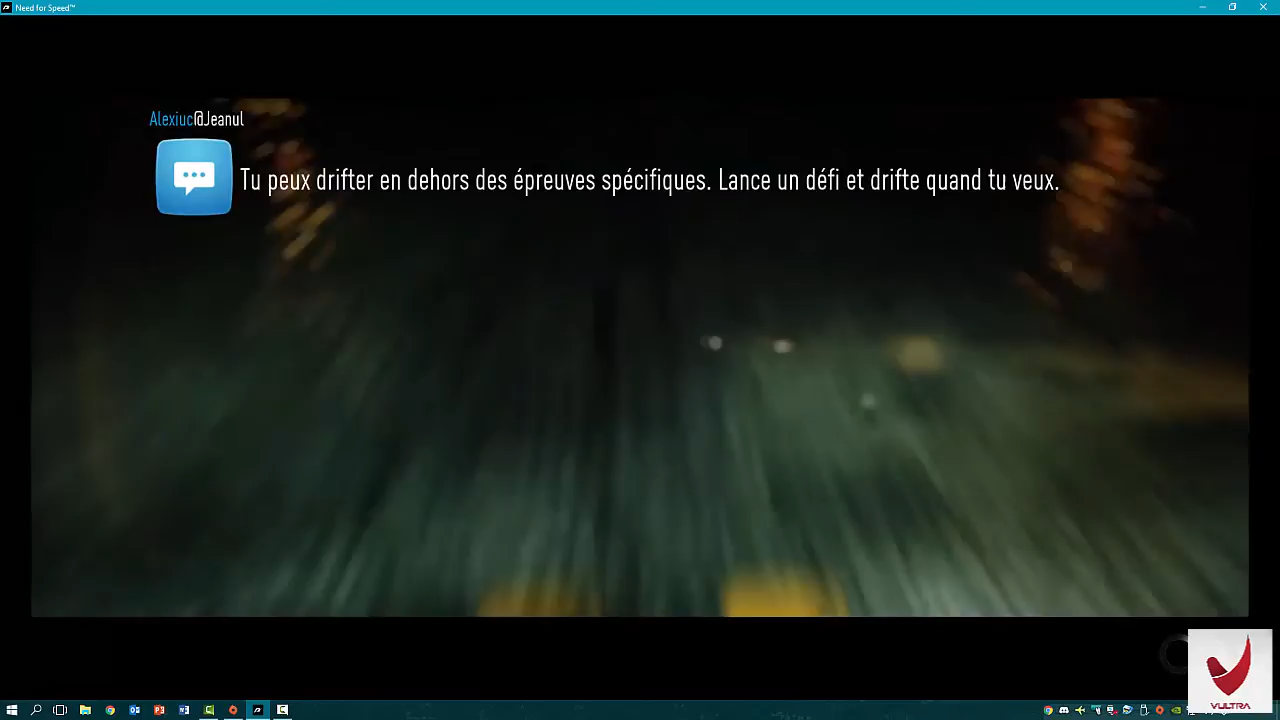 Need for Speed™
Alexiuc@Jeanul
Tu peux drifter en dehors des épreuves spécifiques. Lance un défi et drifte quand tu veux.
VULTRA